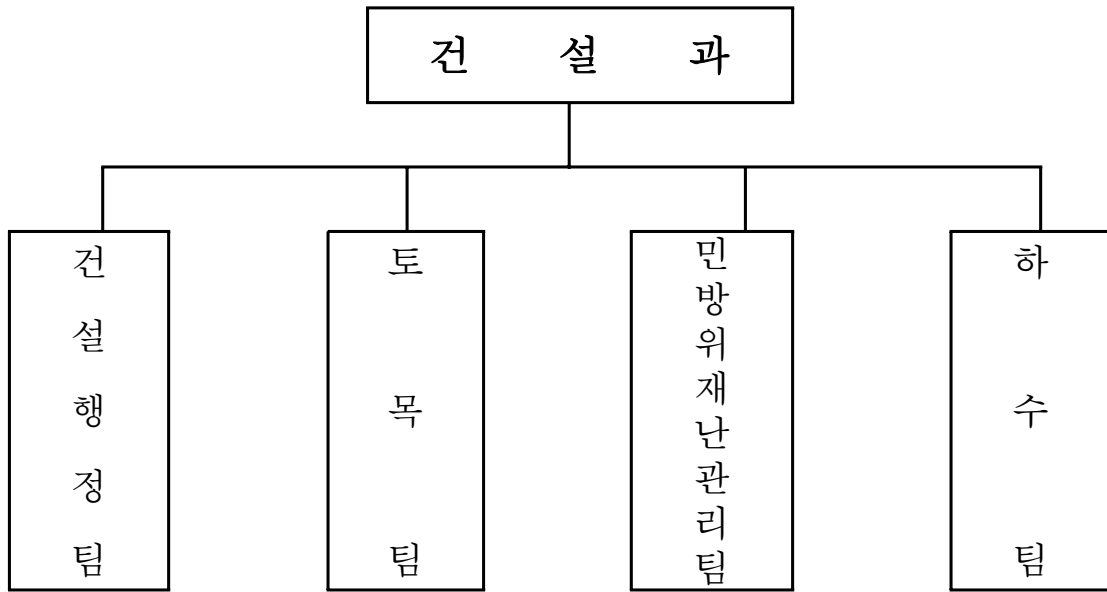 건 설 과
건설행정팀
토목팀
민방위재난관리팀
하수팀